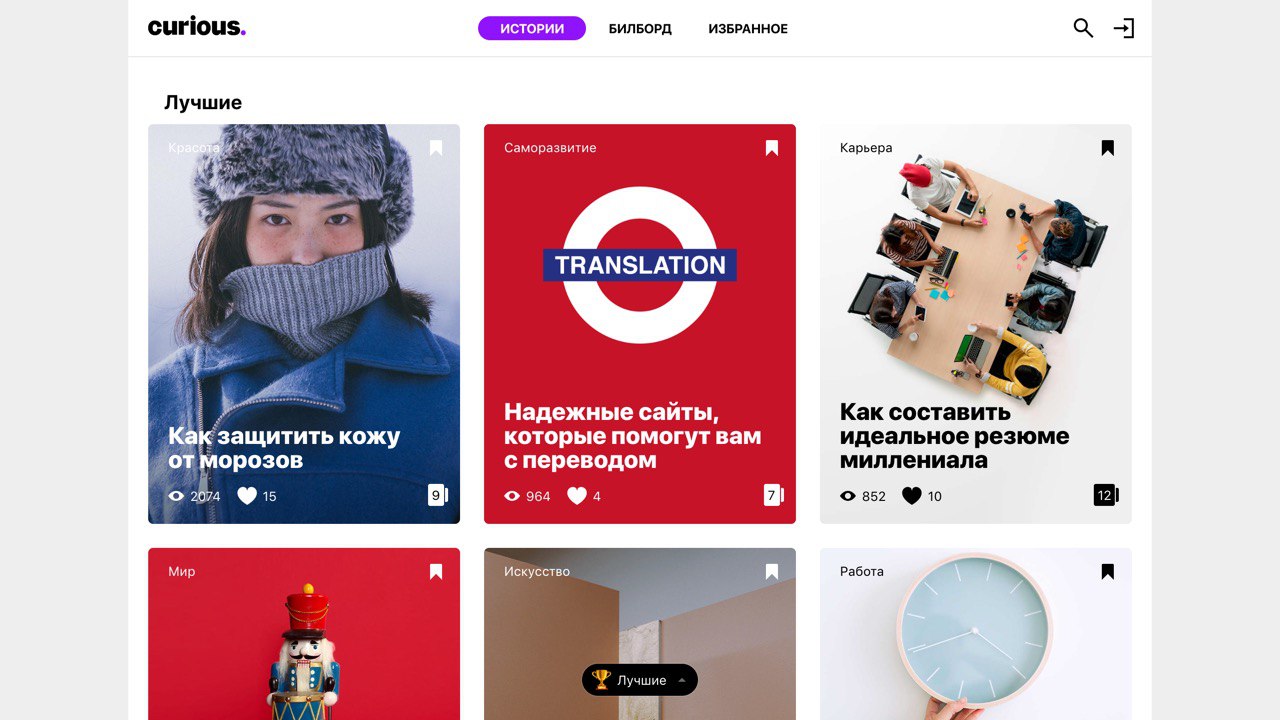 curious.
ИСТОРИИ
БИЛБОРД
ИЗБРАННОЕ
Лучшие
Красота
Как защитить кожу
от морозов
2074
15
9
Саморазвитие
TRANSLATION
Надежные сайты,
которые помогут вам
с переводом
964
4
7
Карьера
Как составить
идеальное резюме
миллениала
852
10
12
Мир
Искусство
Работа
Лучшие